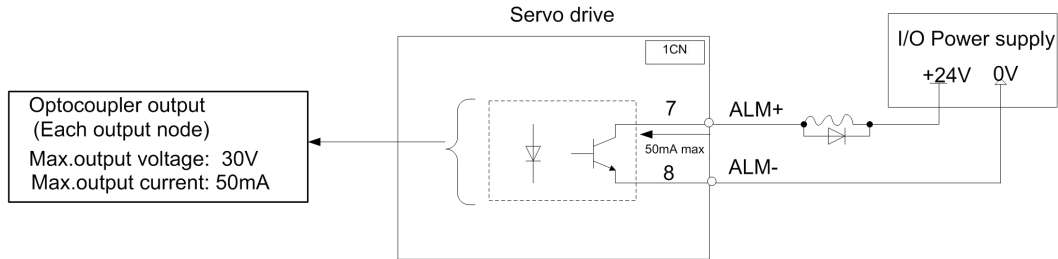 Servo drive
1CN
I/O Power supply
+24V 0V
Optocoupler output
(Each output node)
Max.output voltage: 30V
Max.output current: 50mA
7 ALM+
50mA max
8 ALM-